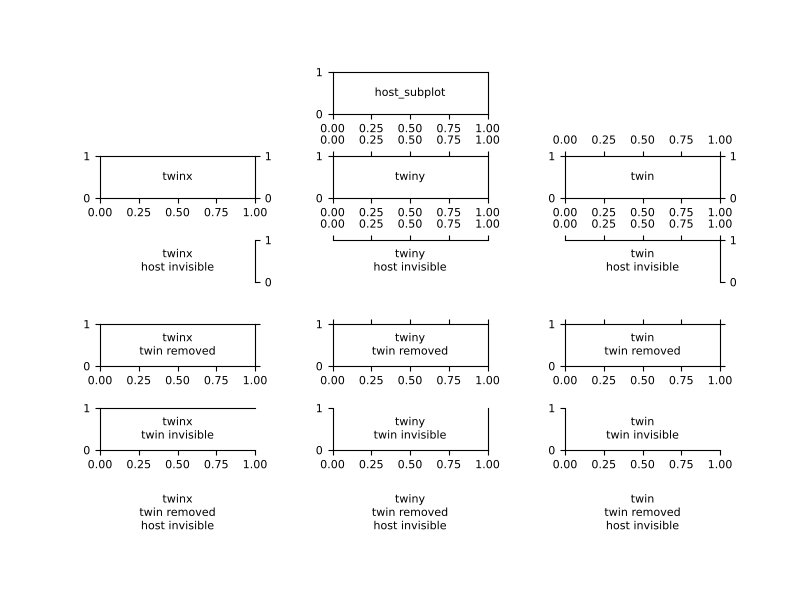 1
host_subplot
0
0.00 0.25 0.50 0.75 1.00
0.00 0.25 0.50 0.75 1.00 0.00 0.25 0.50 0.75 1.00
1 twinx 1 1 twiny 1 twin 1
0 0 0 0 0
0.00 0.25 0.50 0.75 1.00 0.00 0.25 0.50 0.75 1.00 0.00 0.25 0.50 0.75 1.00
0.00 0.25 0.50 0.75 1.00 0.00 0.25 0.50 0.75 1.00
1 1
twinx twiny twin
host invisible host invisible host invisible
0 0
1 1 1
twinx twiny twin
twin removed twin removed twin removed
0 0 0
0.00 0.25 0.50 0.75 1.00 0.00 0.25 0.50 0.75 1.00 0.00 0.25 0.50 0.75 1.00
1 1 1
twinx twiny twin
twin invisible twin invisible twin invisible
0 0 0
0.00 0.25 0.50 0.75 1.00 0.00 0.25 0.50 0.75 1.00 0.00 0.25 0.50 0.75 1.00
twinx twiny twin
twin removed twin removed twin removed
host invisible host invisible host invisible